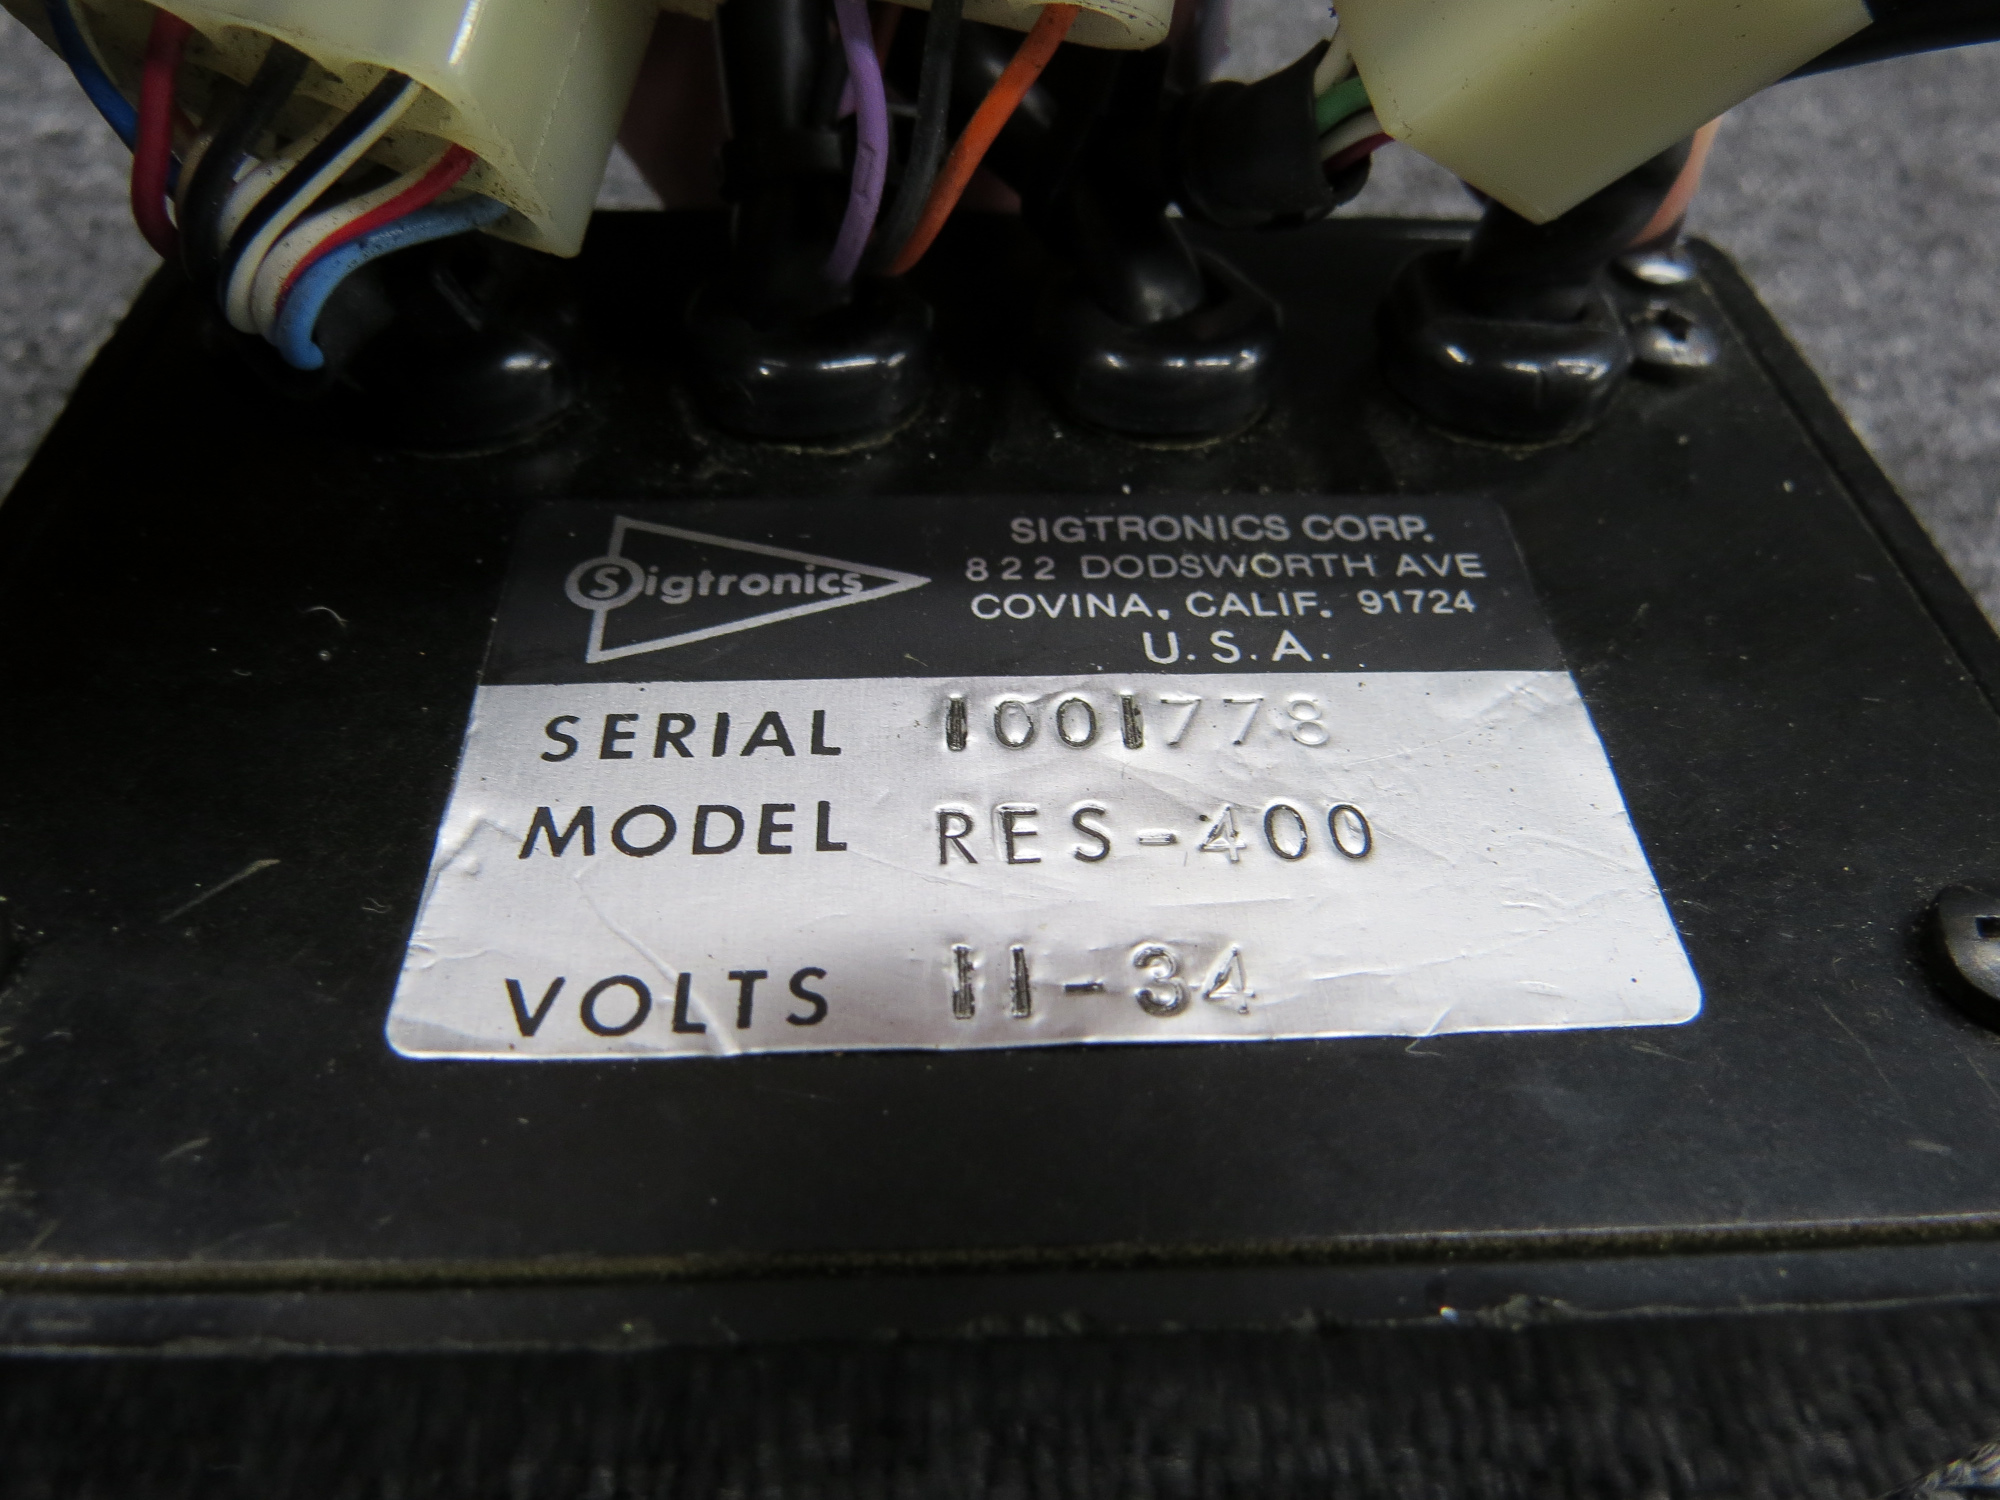 Sigtronics
SIGTRONICS CORP.
822 DODSWORTH AVE
COVINA, CALIF. 91724
U.S.A.
SERIAL 1001778
MODEL RES-400
VOLTS 11-34